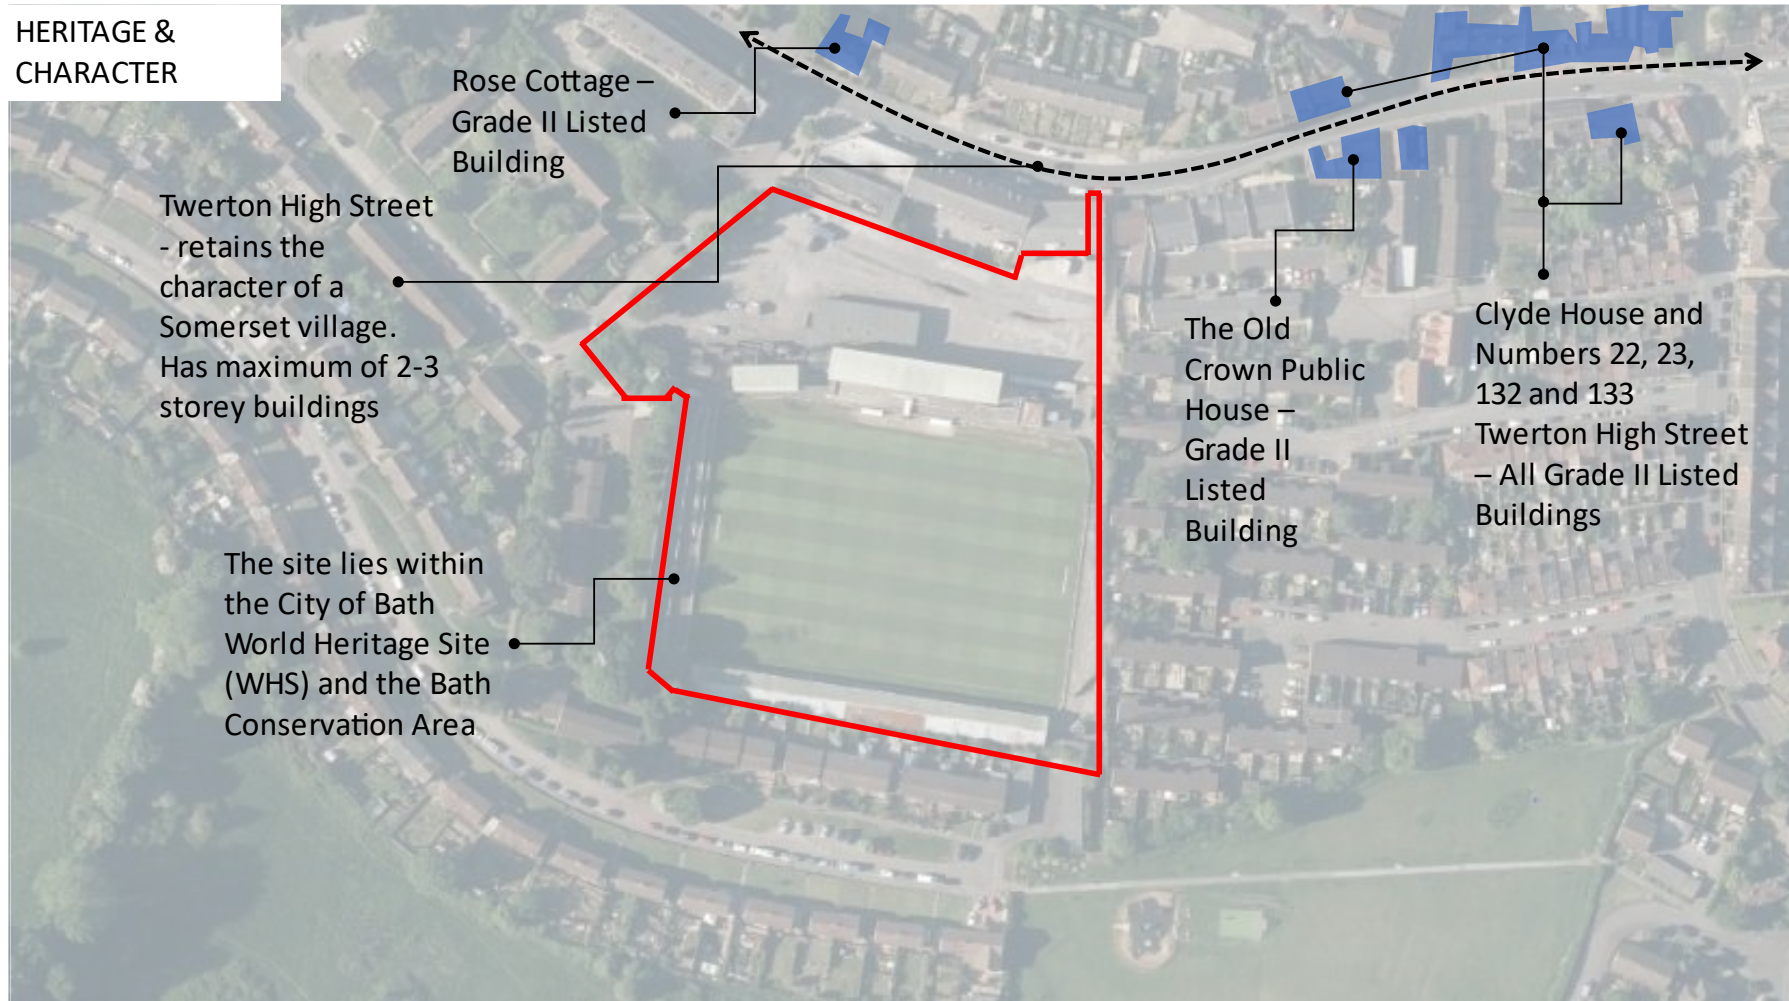 HERITAGE &
CHARACTER
Rose Cottage –
Grade II Listed
Building
Twerton High Street
- retains the
character of a
Somerset village.
Has maximum of 2-3
storey buildings
The site lies within
the City of Bath
World Heritage Site
(WHS) and the Bath
Conservation Area
The Old
Crown Public
House –
Grade II
Listed
Building
Clyde House and
Numbers 22, 23,
132 and 133
Twerton High Street
– All Grade II Listed
Buildings